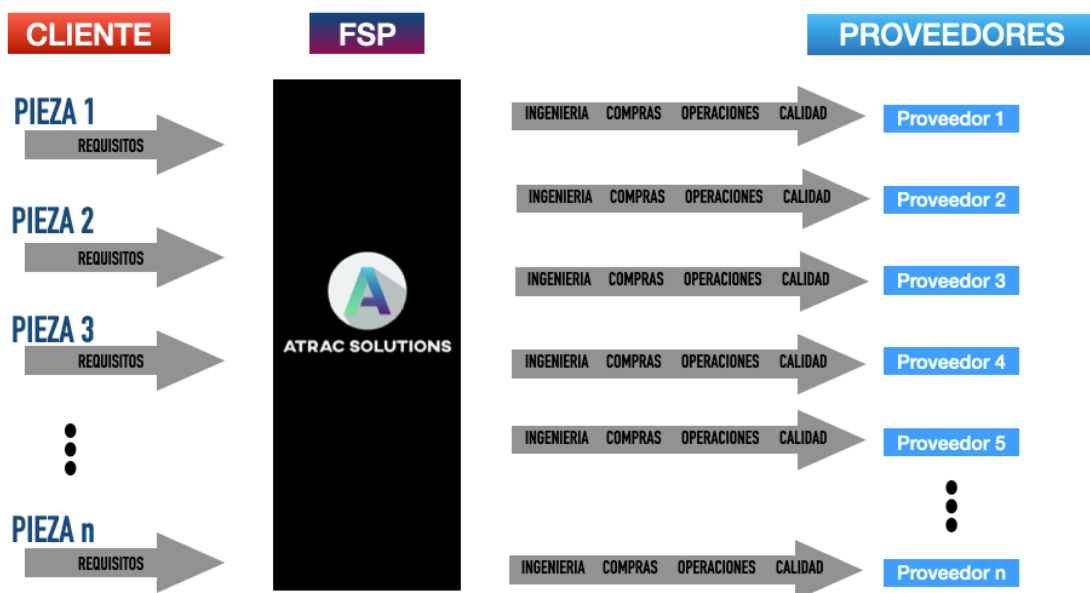 CLIENTE
FSP
PROVEEDORES
PIEZA 1
REQUISITOS
INGENIERIA COMPRAS OPERACIONES CALIDAD
Proveedor 1
PIEZA 2
REQUISITOS
INGENIERIA COMPRAS OPERACIONES CALIDAD
Proveedor 2
INGENIERIA COMPRAS OPERACIONES CALIDAD
Proveedor 3
ATRAC SOLUTIONS
PIEZA 3
REQUISITOS
INGENIERIA COMPRAS OPERACIONES CALIDAD
Proveedor 4
INGENIERIA COMPRAS OPERACIONES CALIDAD
Proveedor 5
PIEZA n
REQUISITOS
INGENIERIA COMPRAS OPERACIONES CALIDAD
Proveedor n